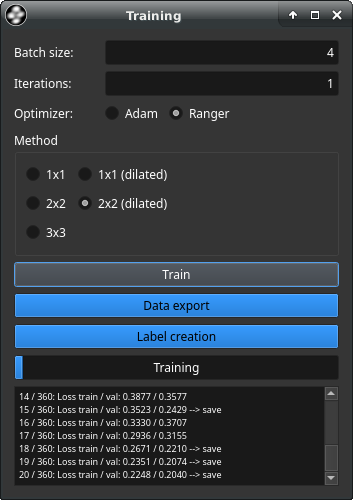 Training
Batch size: 4
Iterations: 1
Optimizer: Adam Ranger
Method
1x1 1x1 (dilated)
2x2 2x2 (dilated)
3x3
Train
Data export
Label creation
Training
14 / 360: Loss train / val: 0.3877 / 0.3577
15 / 360: Loss train / val: 0.3523 / 0.2429 --> save
16 / 360: Loss train / val: 0.3330 / 0.3707
17 / 360: Loss train / val: 0.2936 / 0.3155
18 / 360: Loss train / val: 0.2671 / 0.2210 --> save
19 / 360: Loss train / val: 0.2351 / 0.2074 --> save
20 / 360: Loss train / val: 0.2248 / 0.2040 --> save